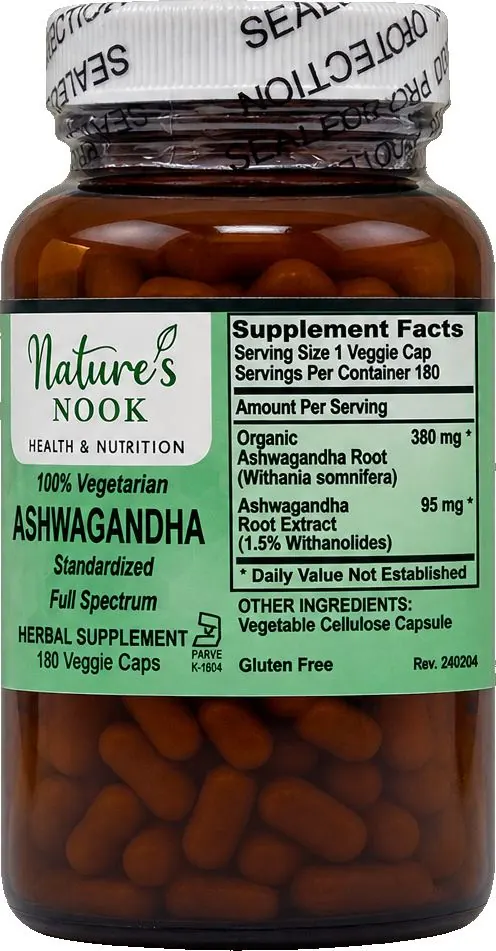 SEALED
PROTECTION
SEALED
Nature's
NOOK
HEALTH & NUTRITION
100% Vegetarian
ASHWAGANDHA
Standardized
Full Spectrum
HERBAL SUPPLEMENT
180 Veggie Caps
PARVE
K-1604
Supplement Facts
Serving Size 1 Veggie Cap
Servings Per Container 180
Amount Per Serving
Organic 380 mg *
Ashwagandha Root
(Withania somnifera)
Ashwagandha 95 mg *
Root Extract
(1.5% Withanolides)
* Daily Value Not Established
OTHER INGREDIENTS:
Vegetable Cellulose Capsule
Gluten Free Rev. 240204